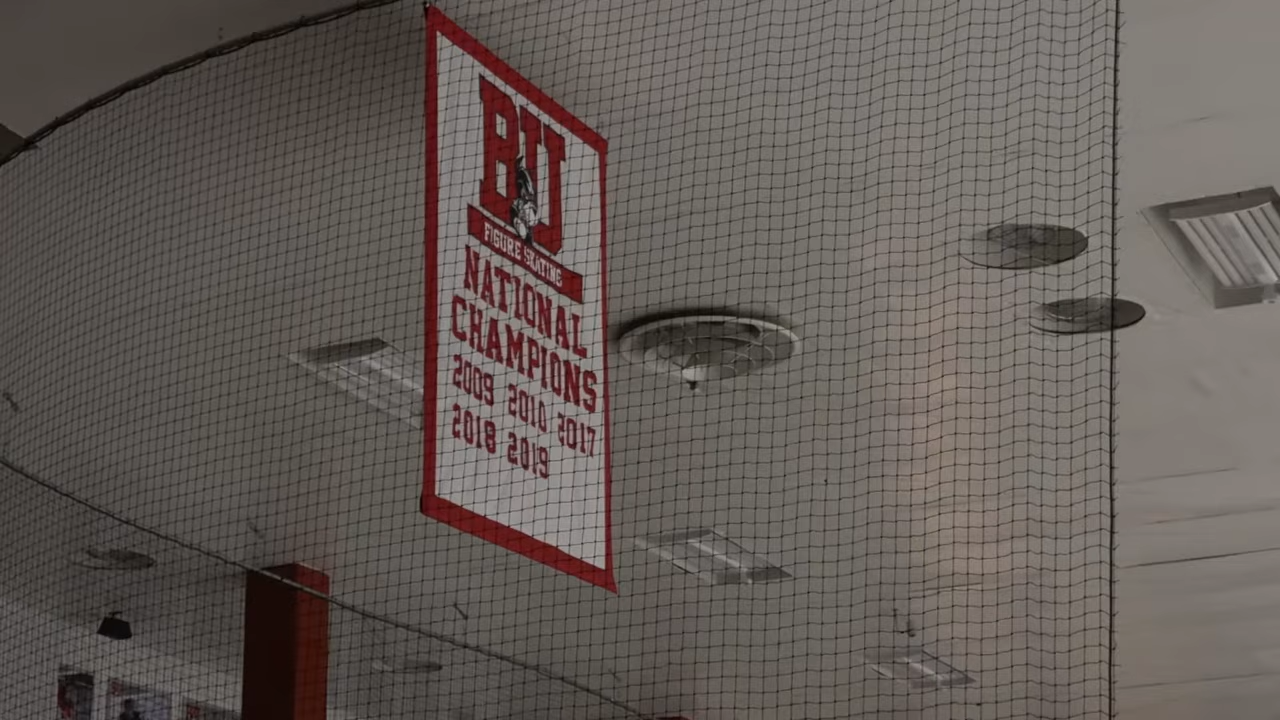 BU
FIGURE SKATING
NATIONAL
CHAMPIONS
2009 2010 2017
2018 2019